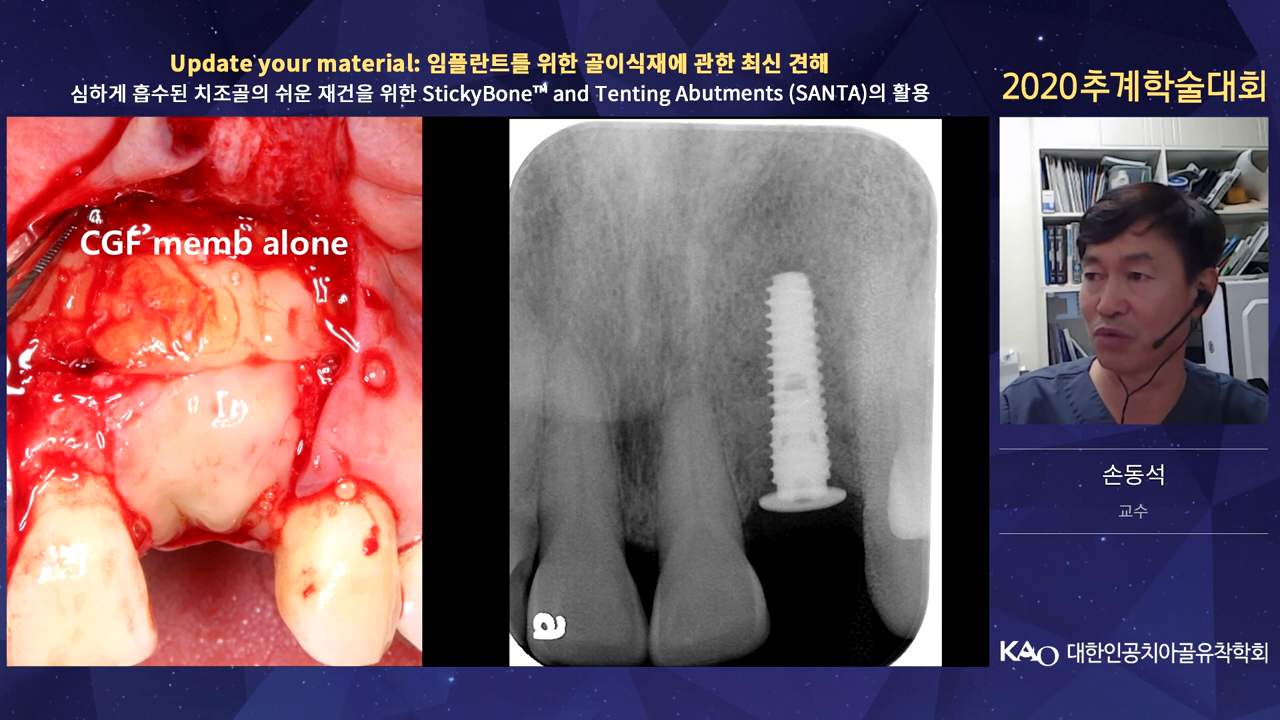 Update your material: 임플란트를 위한 골이식재에 관한 최신 견해
심하게 흡수된 치조골의 쉬운 재건을 위한 StickyBone™ and Tenting Abutments (SANTA)의 활용
2020추계학술대회
CGF memb alone
a
손동석
교수
KAO 대한인공치아골유착학회